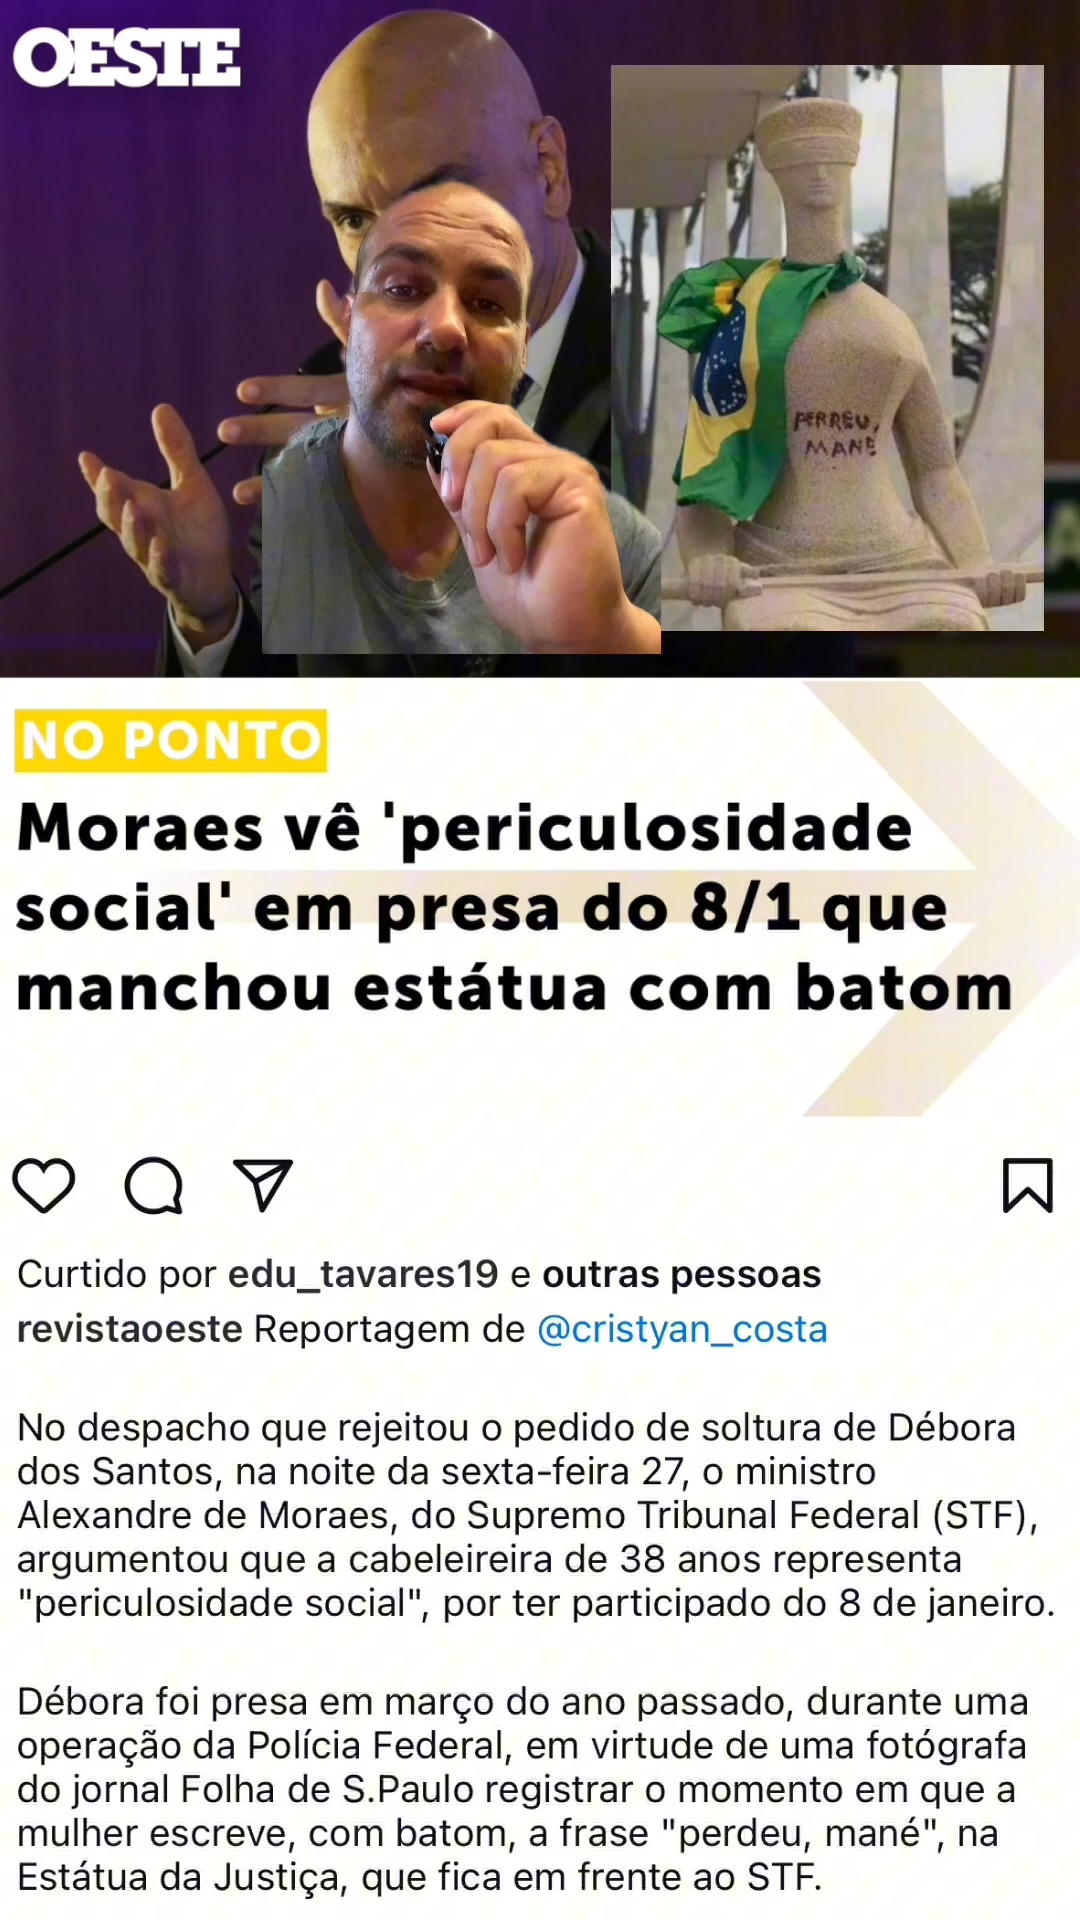 OESTE
PERREU,
MANE
NO PONTO
Moraes vê 'periculosidade
social' em presa do 8/1 que
manchou estátua com batom
Curtido por edu_tavares19 e outras pessoas
revistaoeste Reportagem de @cristyan_costa
No despacho que rejeitou o pedido de soltura de Débora
dos Santos, na noite da sexta-feira 27, o ministro
Alexandre de Moraes, do Supremo Tribunal Federal (STF),
argumentou que a cabeleireira de 38 anos representa
"periculosidade social", por ter participado do 8 de janeiro.
Débora foi presa em março do ano passado, durante uma
operação da Polícia Federal, em virtude de uma fotógrafa
do jornal Folha de S.Paulo registrar o momento em que a
mulher escreve, com batom, a frase "perdeu, mané", na
Estátua da Justiça, que fica em frente ao STF.